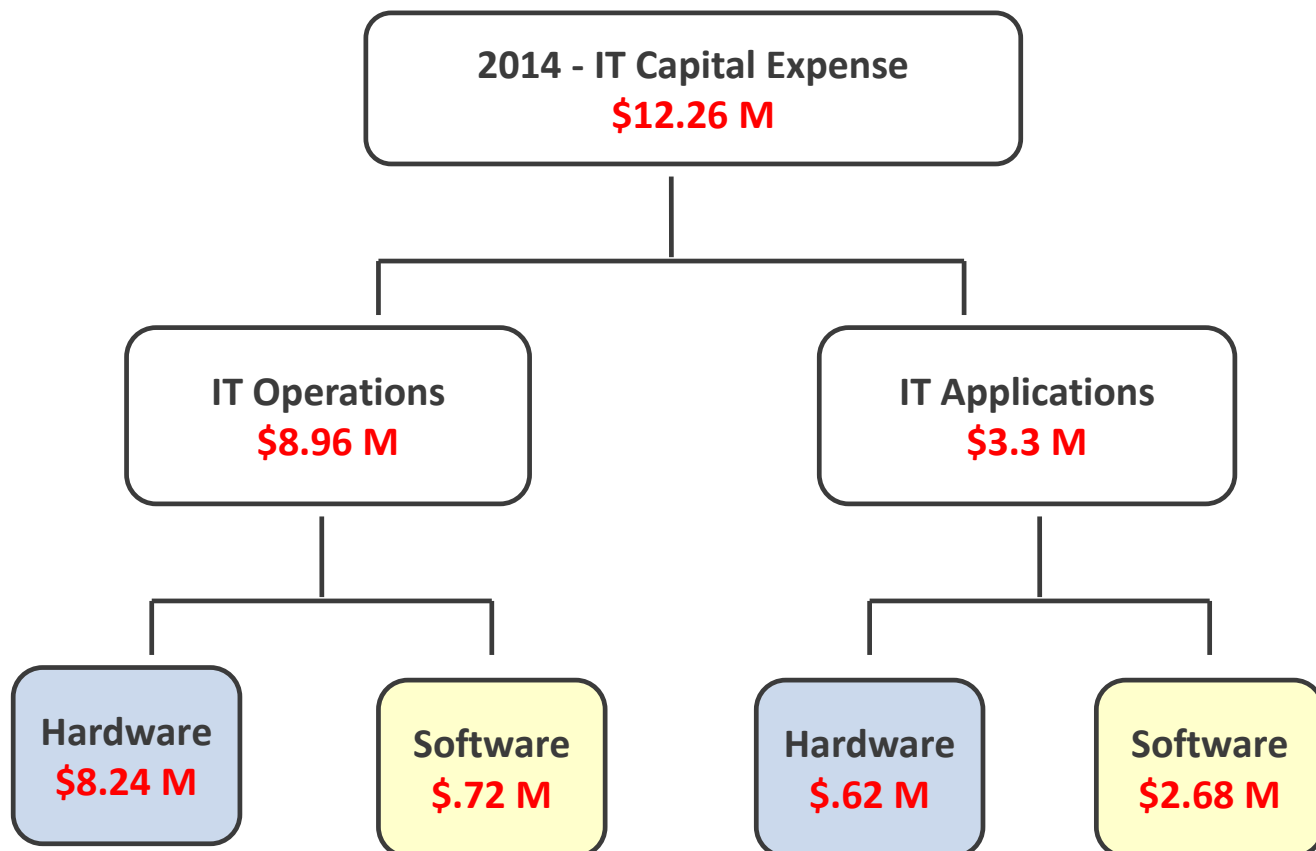 2014 - IT Capital Expense
$12.26 M
IT Operations
$8.96 M
IT Applications
$3.3 M
Hardware
$8.24 M
Software
$.72 M
Hardware
$.62 M
Software
$2.68 M